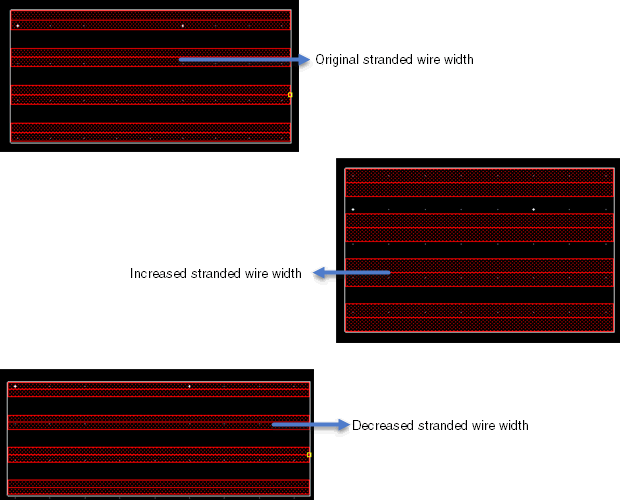 Original stranded wire width
Increased stranded wire width
Decreased stranded wire width